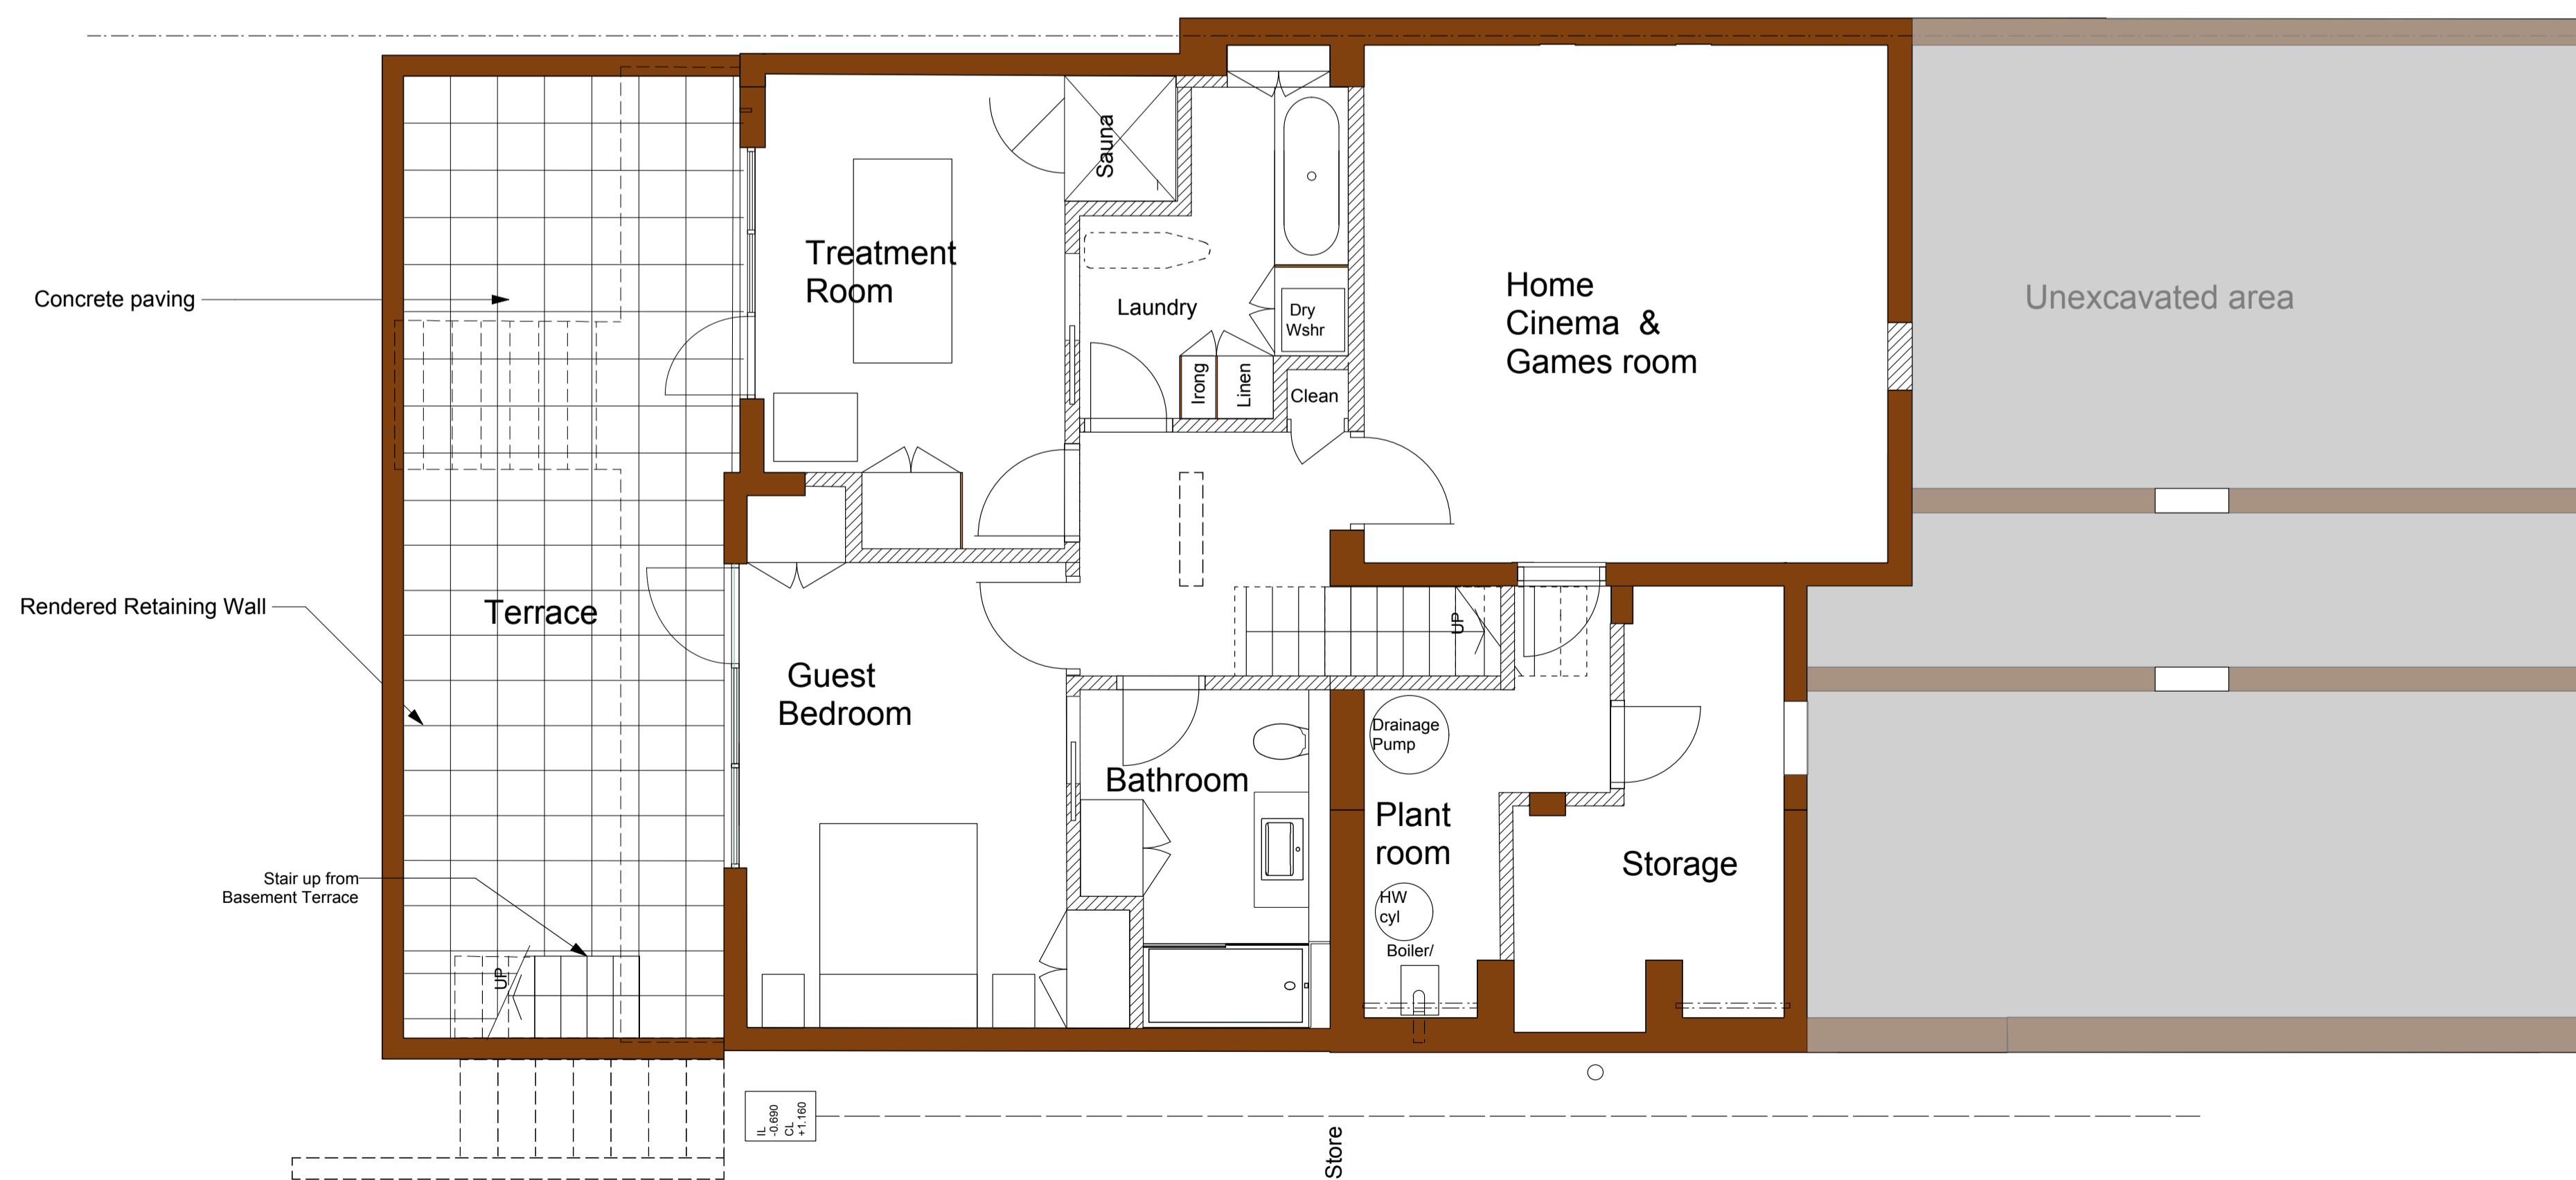 Sauna
Treatment
Room
Concrete paving
Laundry
Dry
Wshr
Irong
Linen
Clean
Home
Cinema &
Games room
Unexcavated area
Rendered Retaining Wall
Terrace
UP
Guest
Bedroom
Bathroom
Drainage
Pump
Plant
room
Storage
HW
cyl
Boiler/
Stair up from
Basement Terrace
UP
IL
-0.690
CL
+1.160
Store